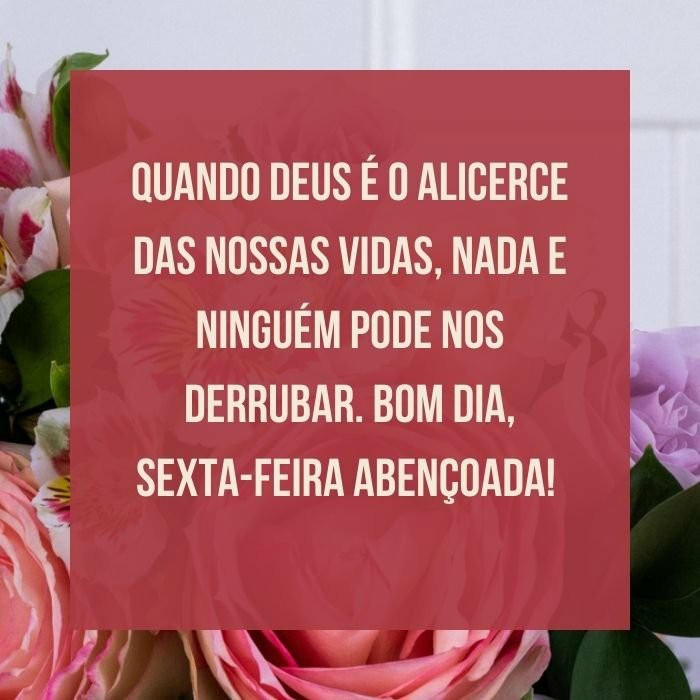 QUANDO DEUS É O ALICERCE
DAS NOSSAS VIDAS, NADA E
NINGUÉM PODE NOS
DERRUBAR. BOM DIA,
SEXTA-FEIRA ABENÇOADA!